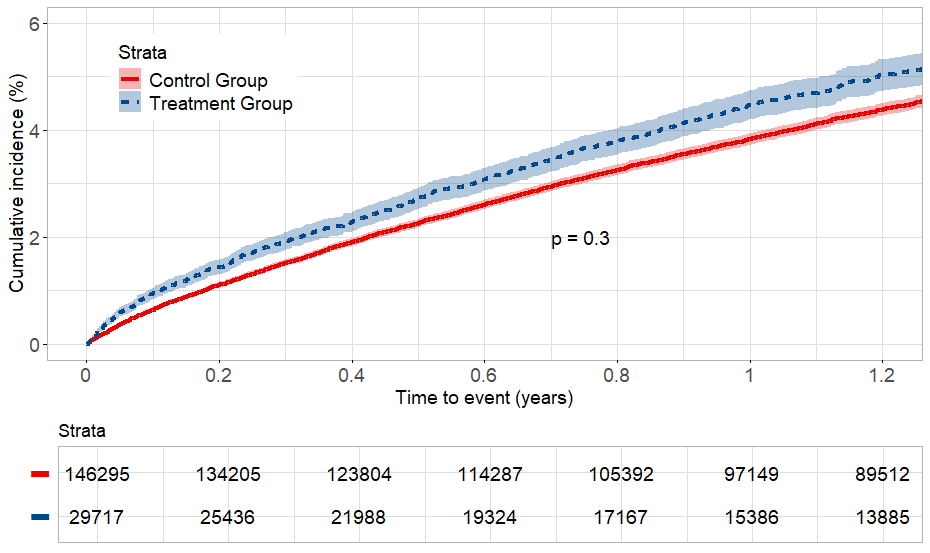 6
4
2
0
Cumulative incidence (%)
Strata
Control Group
Treatment Group
p = 0.3
0 0.2 0.4 0.6 0.8 1 1.2
Time to event (years)
Strata
146295 134205 123804 114287 105392 97149 89512
29717 25436 21988 19324 17167 15386 13885